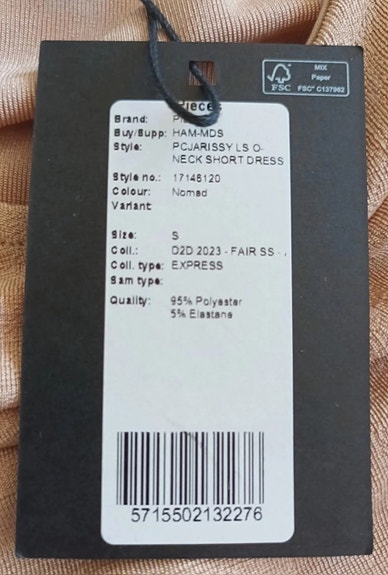 MIX
Paper
FSC
FSC® C137962
Pieces
Brand:
Buy/Supp: HAM-MDS
Style: PCJARISSY LS O-
NECK SHORT DRESS
Style no.: 17146120
Colour: Nomad
Variant:
Size: S
Coll.: D2D 2023 - FAIR SS -
Coll. type: EXPRESS
Sam type:
Quality: 95% Polyester
5% Elastane
5715502132276